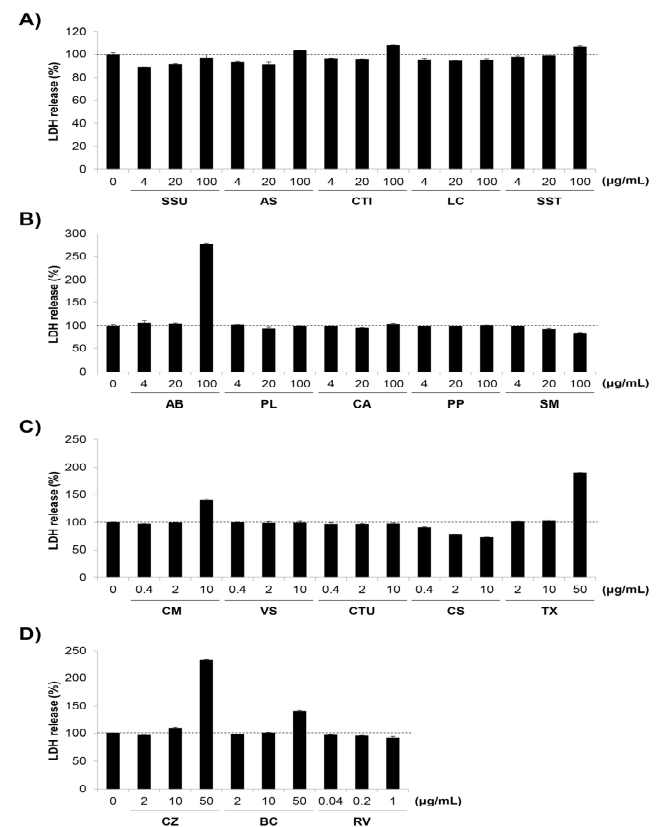 A)
LDH release (%)
120
100
80
60
40
20
0
0 4 20 100 4 20 100 4 20 100 4 20 100 4 20 100 (µg/mL)
SSU AS CTI LC SST
B)
LDH release (%)
300
250
200
150
100
50
0
0 4 20 100 4 20 100 4 20 100 4 20 100 4 20 100 (µg/mL)
AB PL CA PP SM
C)
LDH release (%)
250
200
150
100
50
0
0 0.4 2 10 0.4 2 10 0.4 2 10 0.4 2 10 2 10 50 (µg/mL)
CM VS CTU CS TX
D)
LDH release (%)
250
200
150
100
50
0
0 2 10 50 2 10 50 0.04 0.2 1 (µg/mL)
CZ BC RV